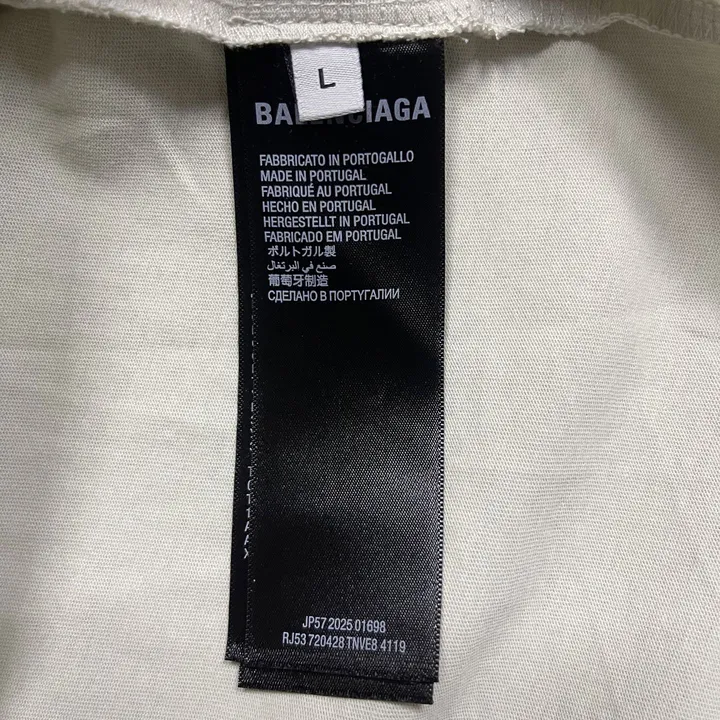 L
BALENCIAGA
FABBRICATO IN PORTOGALLO
MADE IN PORTUGAL
FABRIQUÉ AU PORTUGAL
HECHO EN PORTUGAL
HERGESTELLT IN PORTUGAL
FABRICADO EM PORTUGAL
ポルトガル製
صنع في البرتغال
葡萄牙制造
СДЕЛАНО В ПОРТУГАЛИИ
JP57 2025 01698
RJ53 720428 TNVE8 4119